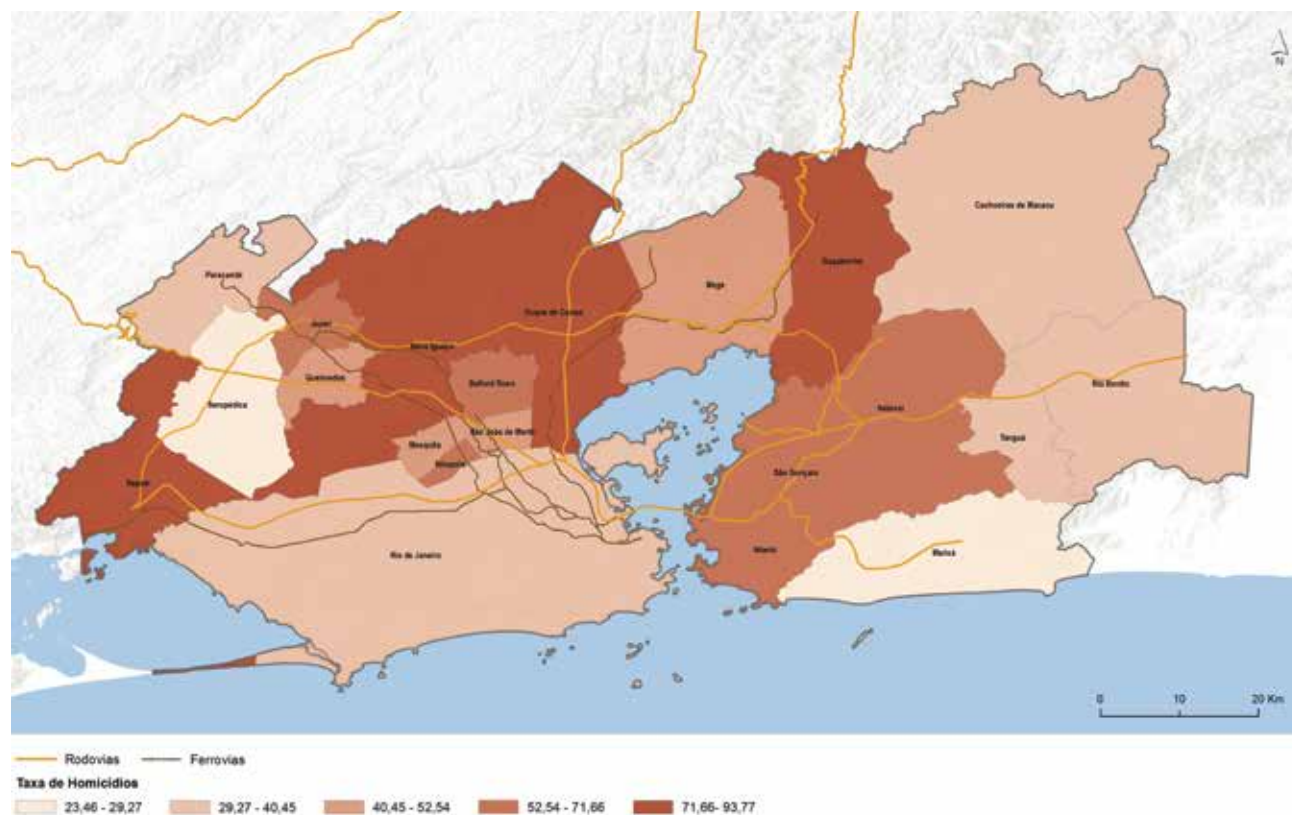 N
Cachoeiras de Macacu
Paracambi
Guapimirim
Magé
Duque de Caxias
Japeri
Nova Iguaçu
Queimados
Belford Roxo
Rio Bonito
Seropédica
Itaboraí
São João de Meriti
Mesquita
Tanguá
Nilópolis
São Gonçalo
Itaguaí
Rio de Janeiro
Niterói
Maricá
0 10 20 Km
Rodovias Ferrovias
Taxa de Homicidios
23,46 - 29,27 29,27 - 40,45 40,45 - 52,54 52,54 - 71,66 71,66- 93,77